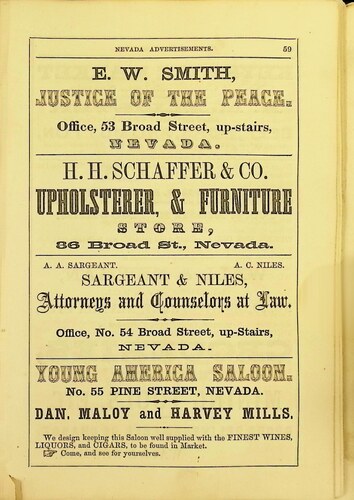 NEVADA ADVERTISEMENTS. 59
E. W. SMITH,
JUSTICE OF THE PEACE.
Office, 53 Broad Street, up-stairs,
NEVADA.
H. H. SCHAFFER & CO.
UPHOLSTERER, & FURNITURE
STORE,
36 Broad St., Nevada.
A. A. SARGEANT. A. C. NILES.
SARGEANT & NILES,
Attorneys and Counselors at Law.
Office, No. 54 Broad Street, up-Stairs,
NEVADA.
YOUNG AMERICA SALOON.
No. 55 PINE STREET, NEVADA.
DAN. MALOY and HARVEY MILLS.
We design keeping this Saloon well supplied with the FINEST WINES,
LIQUORS, and CIGARS, to be found in Market.
☞ Come, and see for yourselves.